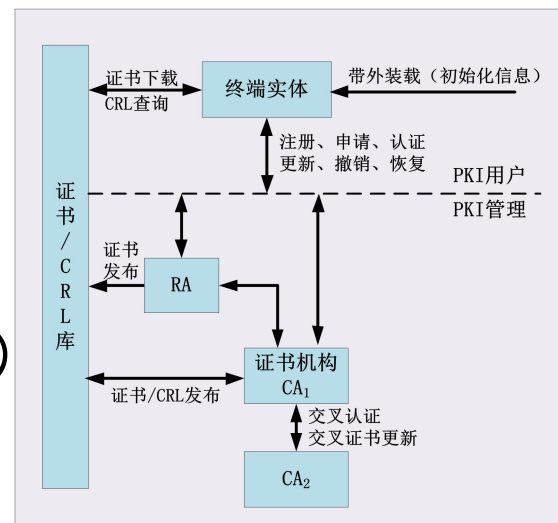 证书下载
CRL查询
终端实体
带外装载（初始化信息）
注册、申请、认证
更新、撤销、恢复
PKI用户
PKI管理
证
书
/
C
R
L
库
证书
发布
RA
证书机构
CA₁
证书/CRL发布
交叉认证
交叉证书更新
CA₂